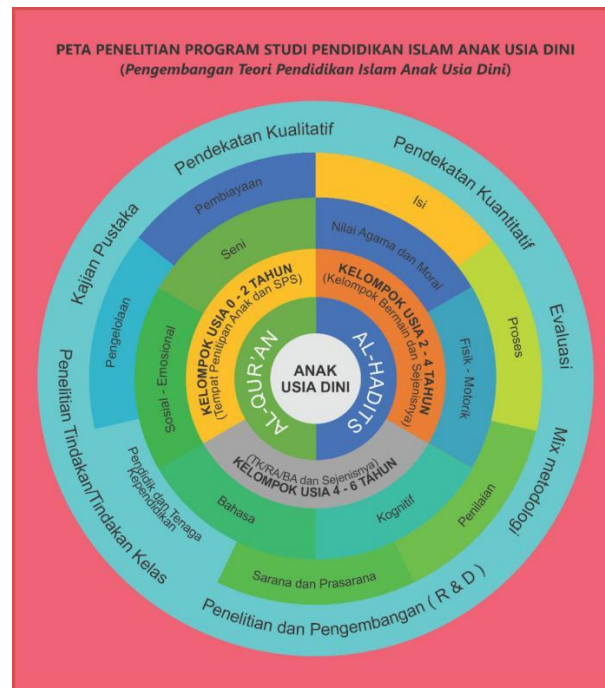 PETA PENELITIAN PROGRAM STUDI PENDIDIKAN ISLAM ANAK USIA DINI
(Pengembangan Teori Pendidikan Islam Anak Usia Dini)
Pendekatan Kualitatif
Pendekatan Kuantitatif
Evaluasi
Mix metodologi
Penelitian dan Pengembangan ( R & D )
Penelitian Tindakan/Tindakan Kelas
Kajian Pustaka
Pembiayaan
Isi
Proses
Penilaian
Sarana dan Prasarana
Pendidik dan Tenaga
Kependidikan
Pengelolaan
Seni
Nilai Agama dan Moral
Fisik - Motorik
Kognitif
Bahasa
Sosial - Emosional
KELOMPOK USIA 0 - 2 TAHUN
(Tempat Penitipan Anak dan SPS)
KELOMPOK USIA 2 - 4 TAHUN
(Kelompok Bermain dan Sejenisnya)
(TK/RA/BA dan Sejenisnya)
KELOMPOK USIA 4 - 6 TAHUN
AL-QUR'AN
AL-HADITS
ANAK
USIA DINI